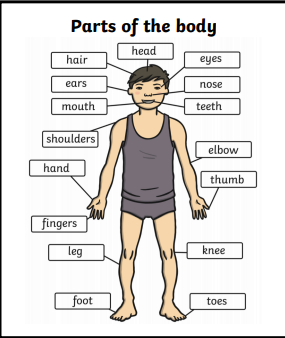 Parts of the body
head
hair
eyes
ears
nose
mouth
teeth
shoulders
elbow
hand
thumb
fingers
leg
knee
foot
toes